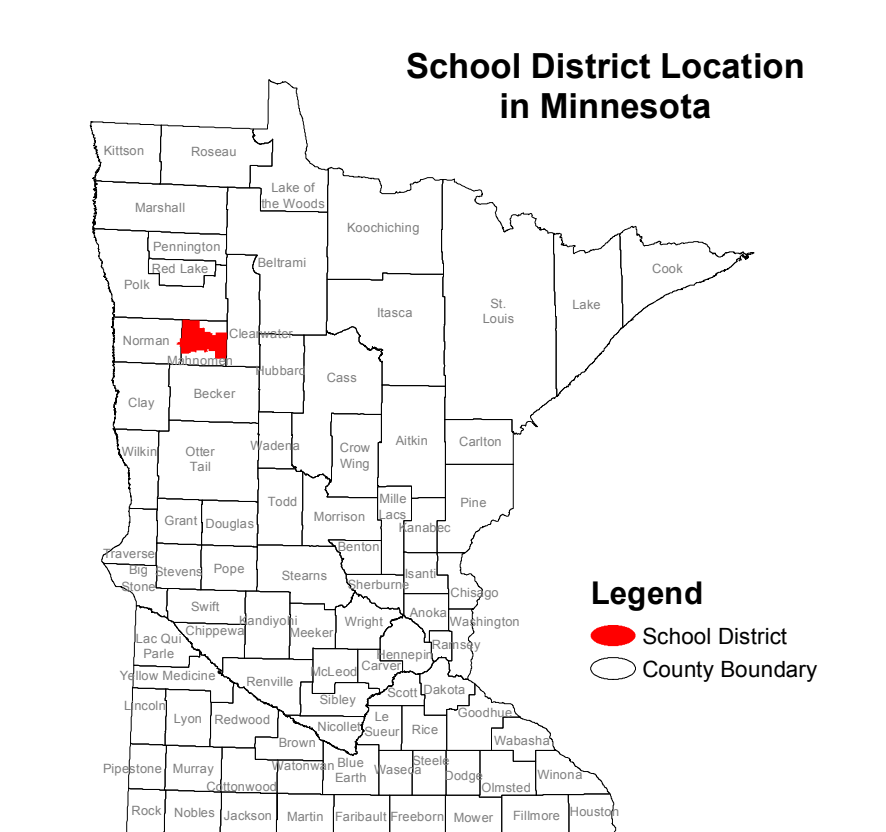 School District Location
in Minnesota
Kittson
Roseau
Lake of
the Woods
Marshall
Koochiching
Pennington
Beltrami
Red Lake
Cook
Polk
St.
Louis
Lake
Itasca
Clearwater
Norman
Mahnomen
Hubbard
Cass
Becker
Clay
Wadena
Crow
Wing
Aitkin
Carlton
Wilkin
Otter
Tail
Todd
Mille
Lacs
Pine
Morrison
Grant
Douglas
Kanabec
Benton
Traverse
Big
Stone
Stevens
Pope
Stearns
Isanti
Sherburne
Chisago
Swift
Kandiyohi
Meeker
Wright
Anoka
Washington
Chippewa
Lac Qui
Parle
Ramsey
Hennepin
Yellow Medicine
Renville
McLeod
Carver
Scott
Dakota
Sibley
Lincoln
Lyon
Redwood
Nicollet
Le
Sueur
Rice
Goodhue
Brown
Wabasha
Pipestone
Murray
Cottonwood
Watonwan
Blue
Earth
Waseca
Steele
Dodge
Olmsted
Winona
Rock
Nobles
Jackson
Martin
Faribault
Freeborn
Mower
Fillmore
Houston
Legend
School District
County Boundary